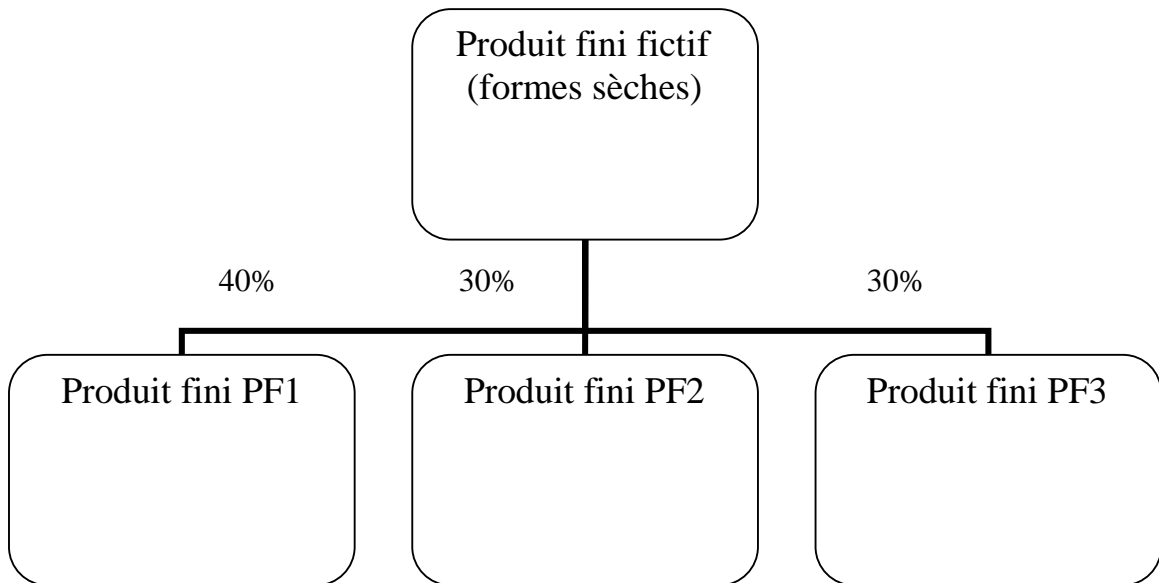 Produit fini fictif
(formes sèches)
40%
30%
30%
Produit fini PF1
Produit fini PF2
Produit fini PF3